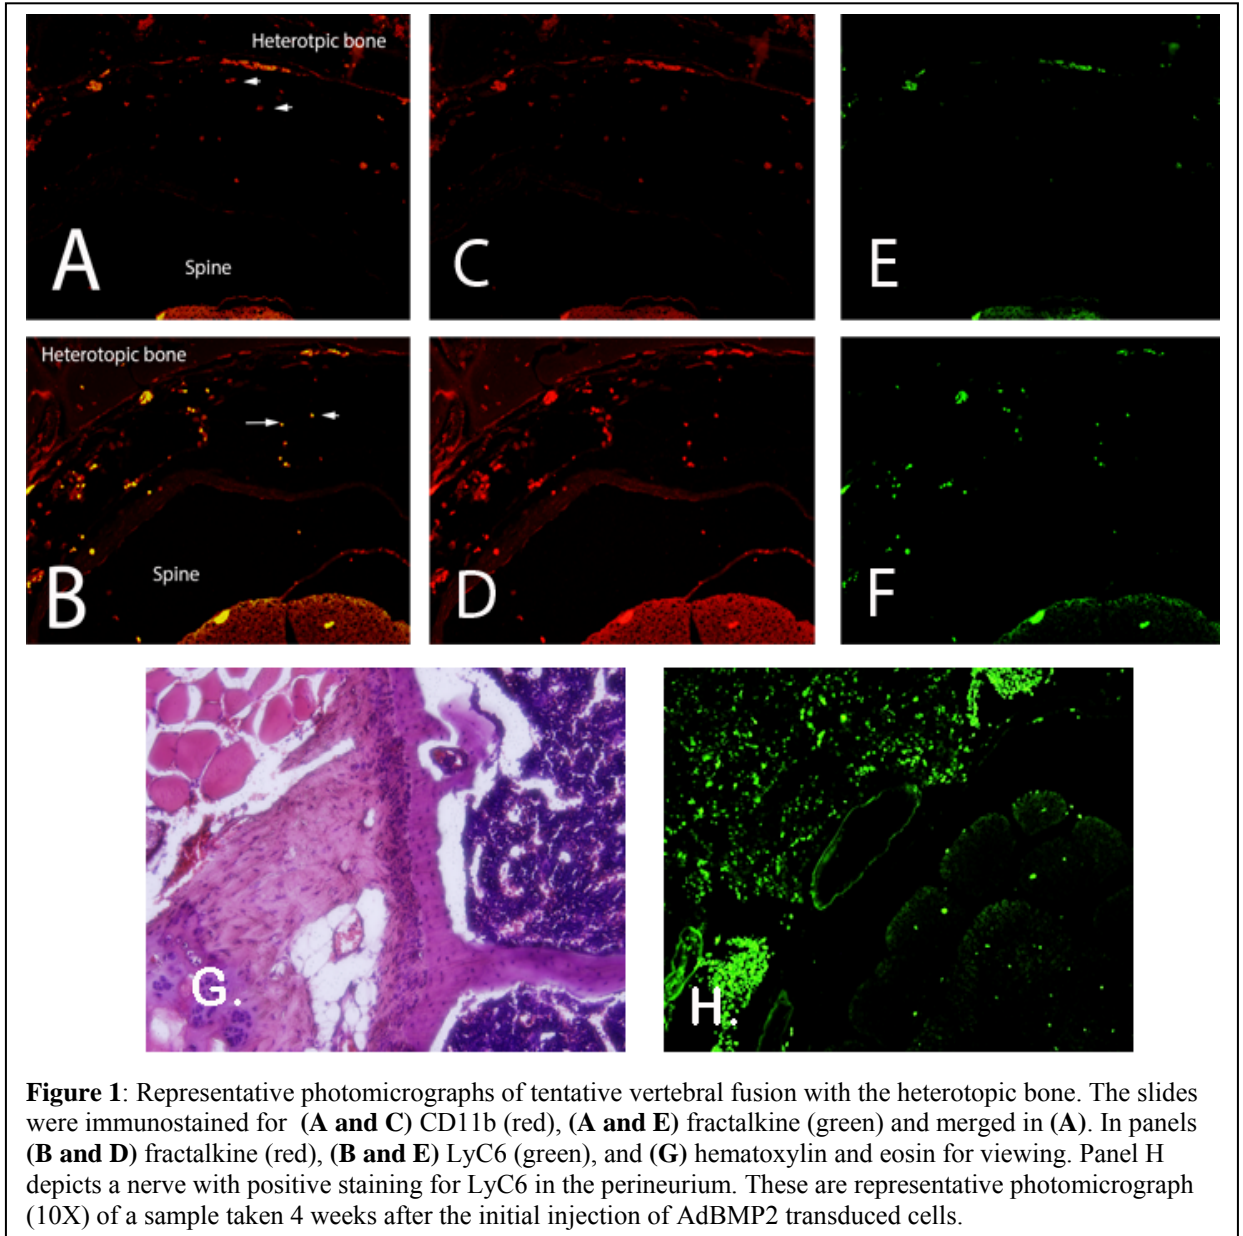 Heterotpic bone
A
Spine
C
E
Heterotopic bone
B
Spine
D
F
G.
H.
Figure 1: Representative photomicrographs of tentative vertebral fusion with the heterotopic bone. The slides
were immunostained for (A and C) CD11b (red), (A and E) fractalkine (green) and merged in (A). In panels
(B and D) fractalkine (red), (B and E) LyC6 (green), and (G) hematoxylin and eosin for viewing. Panel H
depicts a nerve with positive staining for LyC6 in the perineurium. These are representative photomicrograph
(10X) of a sample taken 4 weeks after the initial injection of AdBMP2 transduced cells.